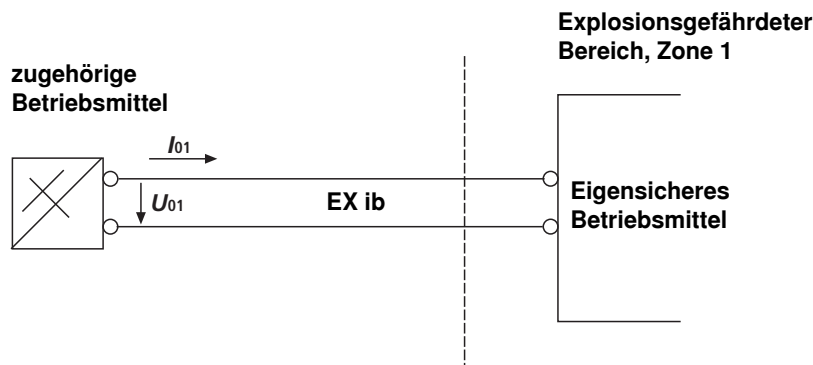 Explosionsgefährdeter
Bereich, Zone 1
zugehörige
Betriebsmittel
I01
U01
EX ib
Eigensicheres
Betriebsmittel